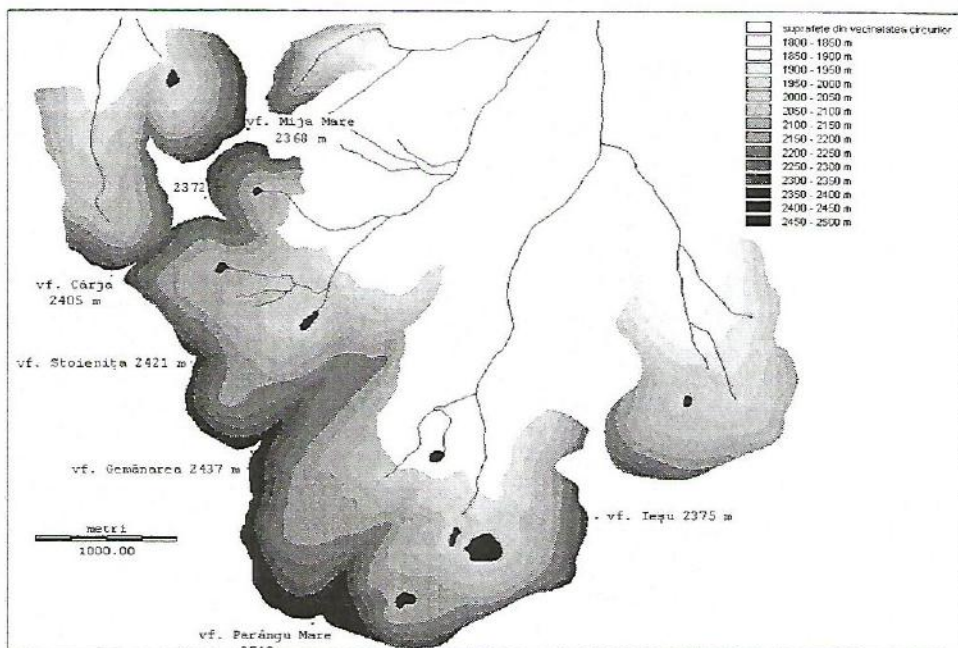 suprafete din vecinatatea circurilor
1800 - 1850 m
1850 - 1900 m
1900 - 1950 m
1950 - 2000 m
2000 - 2050 m
2050 - 2100 m
2100 - 2150 m
2150 - 2200 m
2200 - 2250 m
2250 - 2300 m
2300 - 2350 m
2350 - 2400 m
2400 - 2450 m
2450 - 2500 m
vf. Mija Mare
2368 m
2372
vf. Cârja
2405 m
vf. Stoieniţa 2421 m
vf. Gemănarea 2437 m
vf. Ieşu 2375 m
metri
1000.00
vf. Parângu Mare